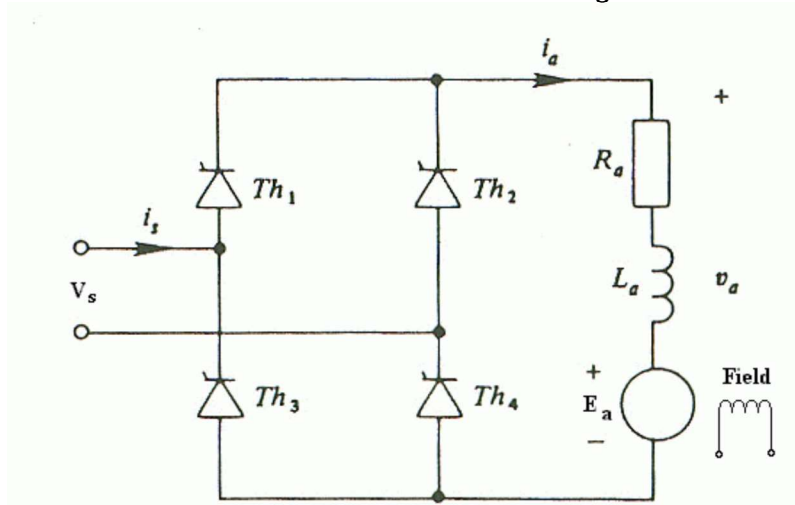 i_a
+
R_a
Th_1
Th_2
i_s
V_s
L_a
v_a
+
Field
E_a
Th_3
Th_4
−